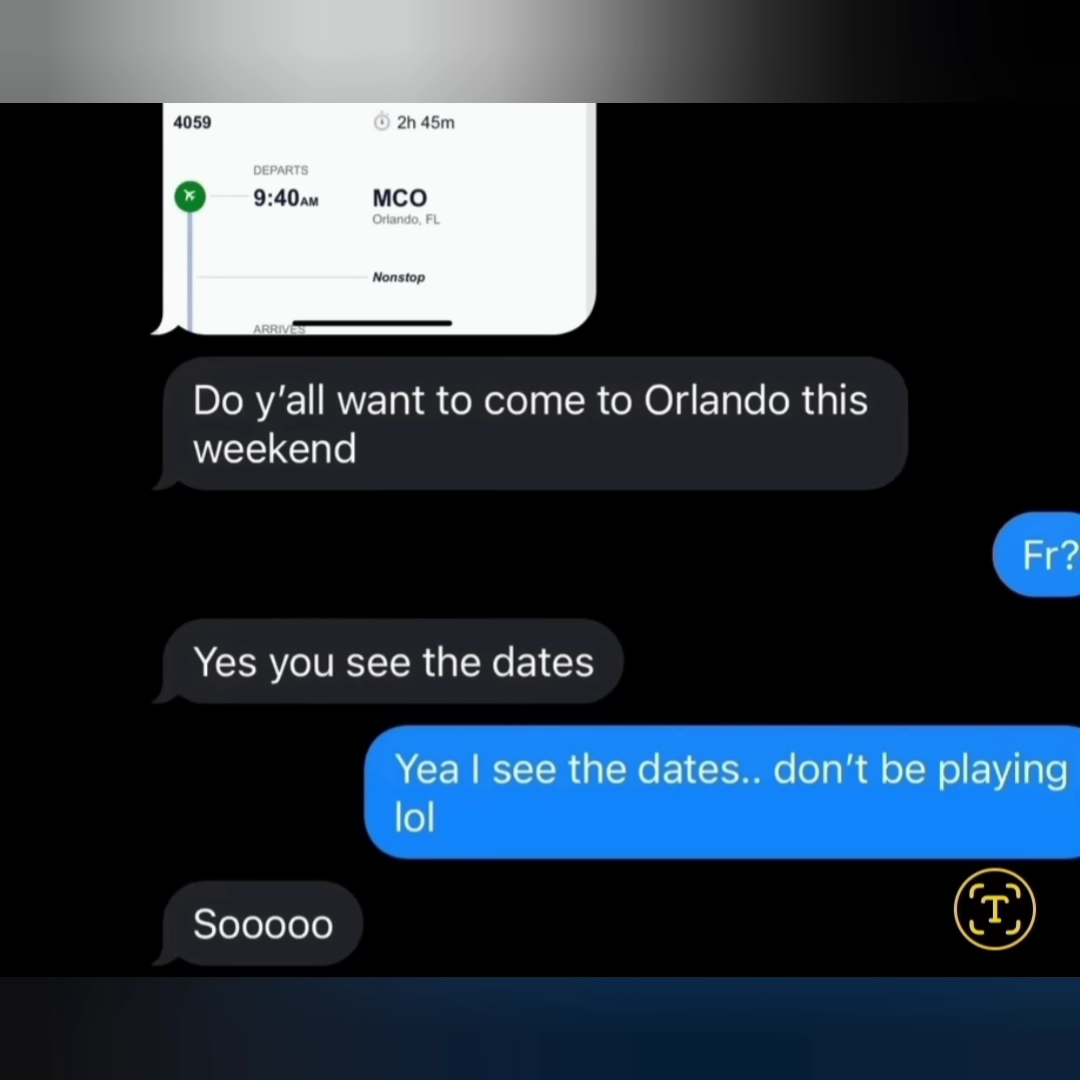 4059 2h 45m
DEPARTS
9:40AM MCO
Orlando, FL
Nonstop
ARRIVES
Do y’all want to come to Orlando this
weekend
Fr?
Yes you see the dates
Yea I see the dates.. don’t be playing
lol
Sooooo